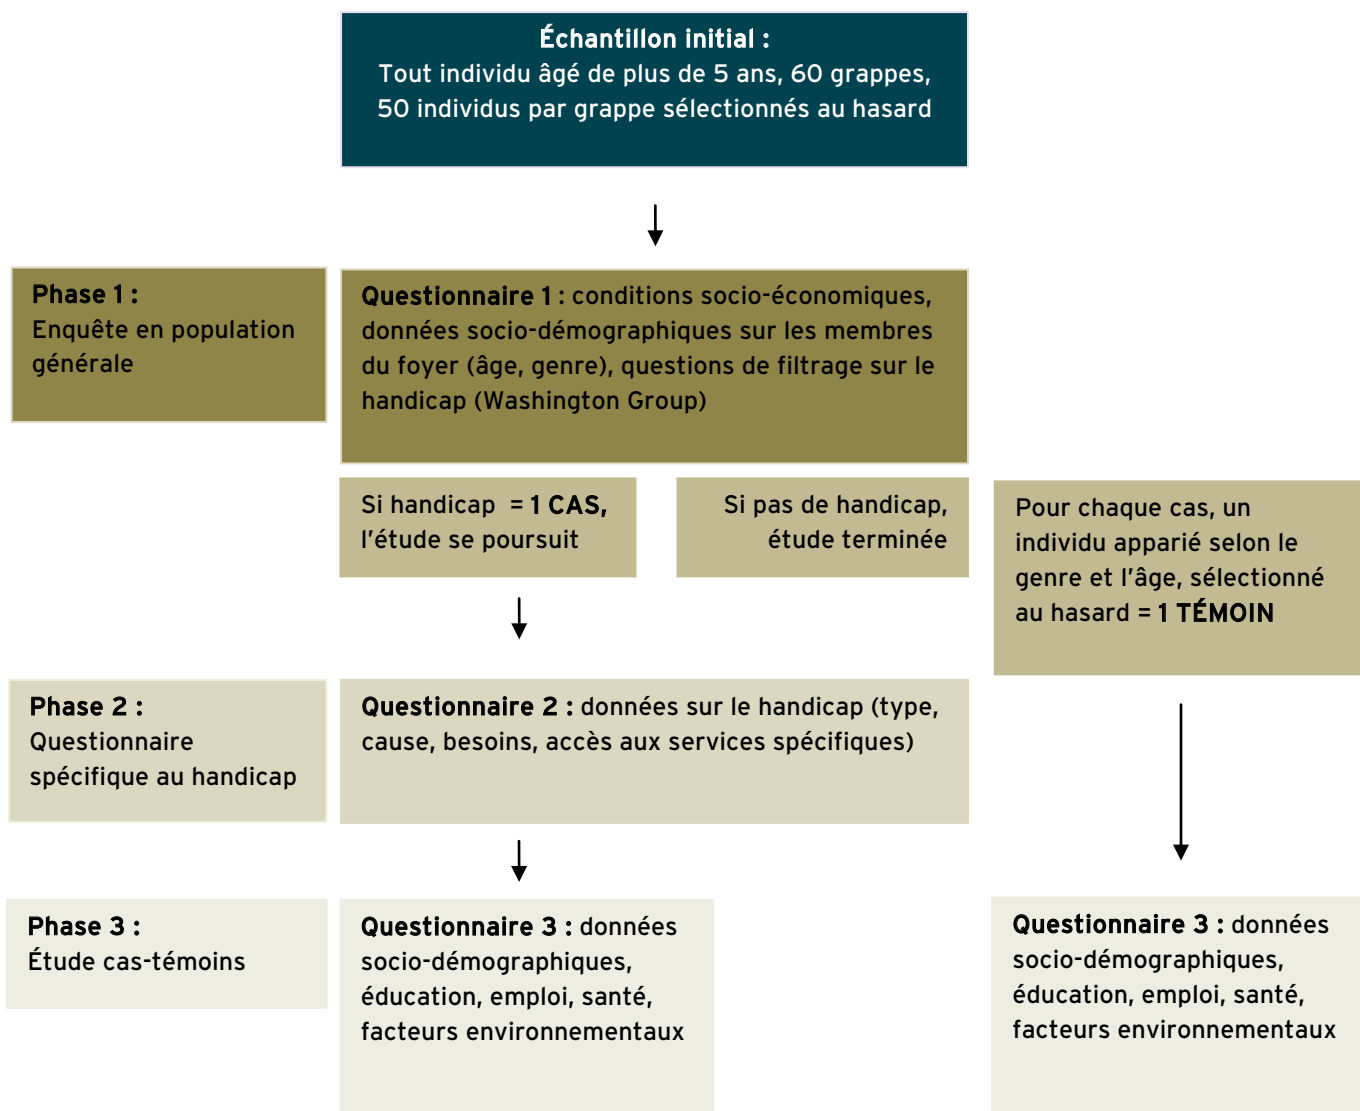 Échantillon initial :
Tout individu âgé de plus de 5 ans, 60 grappes,
50 individus par grappe sélectionnés au hasard
Phase 1 :
Enquête en population
générale
Questionnaire 1 : conditions socio-économiques,
données socio-démographiques sur les membres
du foyer (âge, genre), questions de filtrage sur le
handicap (Washington Group)
Si handicap = 1 CAS,
l'étude se poursuit
Si pas de handicap,
étude terminée
Pour chaque cas, un
individu apparié selon le
genre et l'âge, sélectionné
au hasard = 1 TÉMOIN
Phase 2 :
Questionnaire
spécifique au handicap
Questionnaire 2 : données sur le handicap (type,
cause, besoins, accès aux services spécifiques)
Phase 3 :
Étude cas-témoins
Questionnaire 3 : données
socio-démographiques,
éducation, emploi, santé,
facteurs environnementaux
Questionnaire 3 : données
socio-démographiques,
éducation, emploi, santé,
facteurs environnementaux